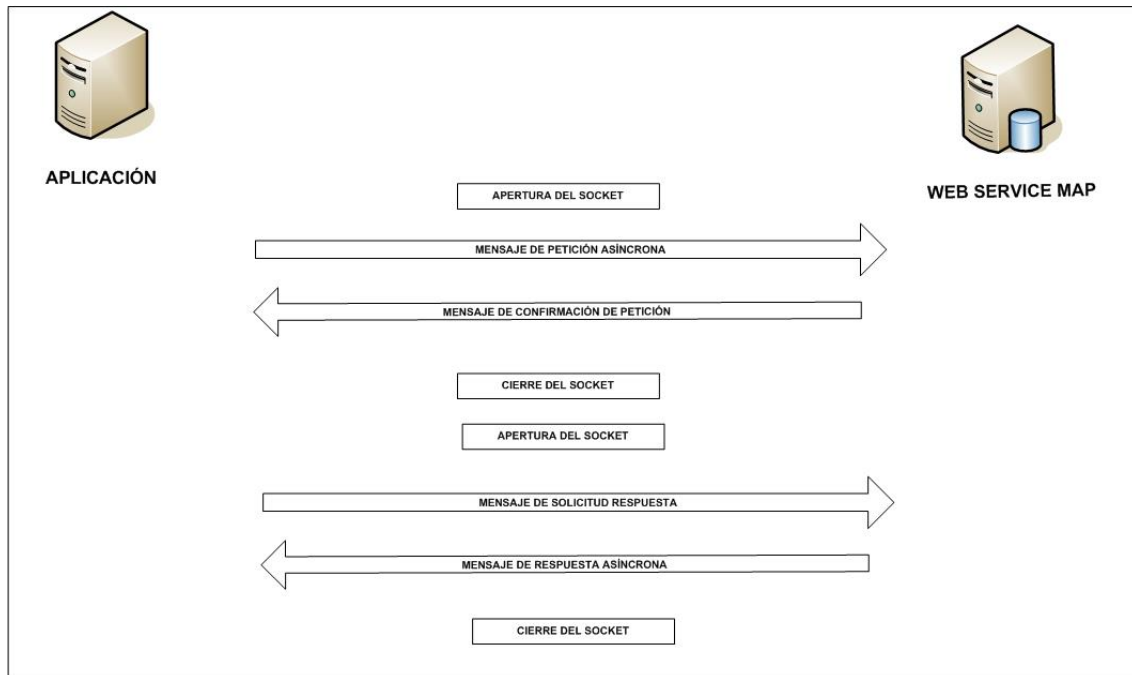 APLICACIÓN
WEB SERVICE MAP
APERTURA DEL SOCKET
MENSAJE DE PETICIÓN ASÍNCRONA
MENSAJE DE CONFIRMACIÓN DE PETICIÓN
CIERRE DEL SOCKET
APERTURA DEL SOCKET
MENSAJE DE SOLICITUD RESPUESTA
MENSAJE DE RESPUESTA ASÍNCRONA
CIERRE DEL SOCKET